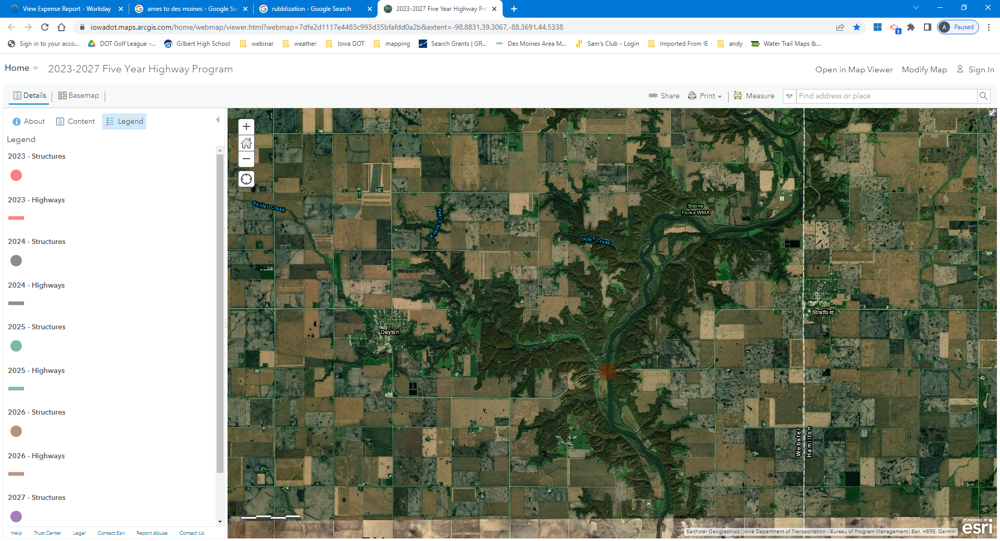 View Expense Report - Workday
ames to des moines - Google Se
rubblization - Google Search
2023-2027 Five Year Highway Pro
iowadot.maps.arcgis.com/home/webmap/viewer.html?webmap=7dfe2d1117e4483c993d35bfafdd0a2b&extent=-98.8831,39.3067,-88.3691,44.5338
1
A Paused
Sign in to your acco...
DOT Golf League -...
Gilbert High School
webinar
weather
Iowa DOT
mapping
Search Grants | GR...
Des Moines Area M...
Sam's Club - Login
Imported From IE
andy
Water Trail Maps &...
Home 2023-2027 Five Year Highway Program
Open in Map Viewer Modify Map Sign In
Details Basemap
Share Print Measure Find address or place
About Content Legend
Legend
2023 - Structures
2023 - Highways
2024 - Structures
2024 - Highways
2025 - Structures
2025 - Highways
2026 - Structures
2026 - Highways
2027 - Structures
Help Trust Center Legal Contact Esri Report Abuse Contact Us
Skillet Creek
Knack Creek
Boone
Forks WMA
Allen Creek
Stratford
Dayton
Webster
Hamilton
POWERED BY
esri
Earthstar Geographics | Iowa Department of Transportation - Bureau of Program Management | Esri, HERE, Garmin